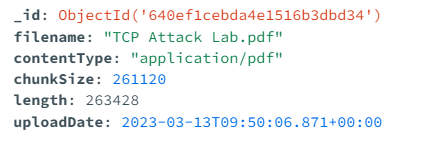 _id: ObjectId('640ef1cebda4e1516b3dbd34')
filename: "TCP Attack Lab.pdf"
contentType: "application/pdf"
chunkSize: 261120
length: 263428
uploadDate: 2023-03-13T09:50:06.871+00:00